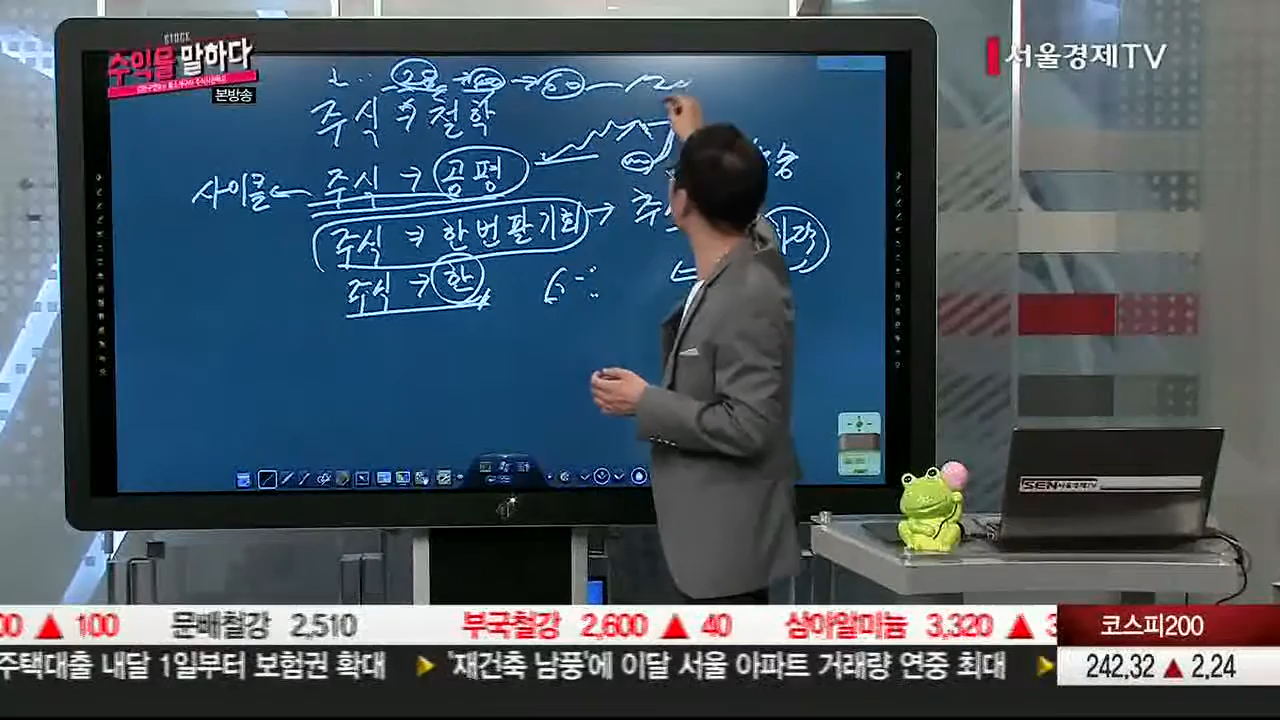 STOCK
수익을 말하다
본방송
서울경제TV
주식 철학
사이클 ← 주식 → 공평
주식 → 한번 팔 기회 →
주식 → 한
SEN 서울경제TV
▲ 100 문배철강 2,510 부국철강 2,600 ▲ 40 삼아알미늄 3,320 ▲
코스피200
주택대출 내달 1일부터 보험권 확대 ▶ '재건축 남풍'에 이달 서울 아파트 거래량 연중 최대 ▶
242.32 ▲ 2.24